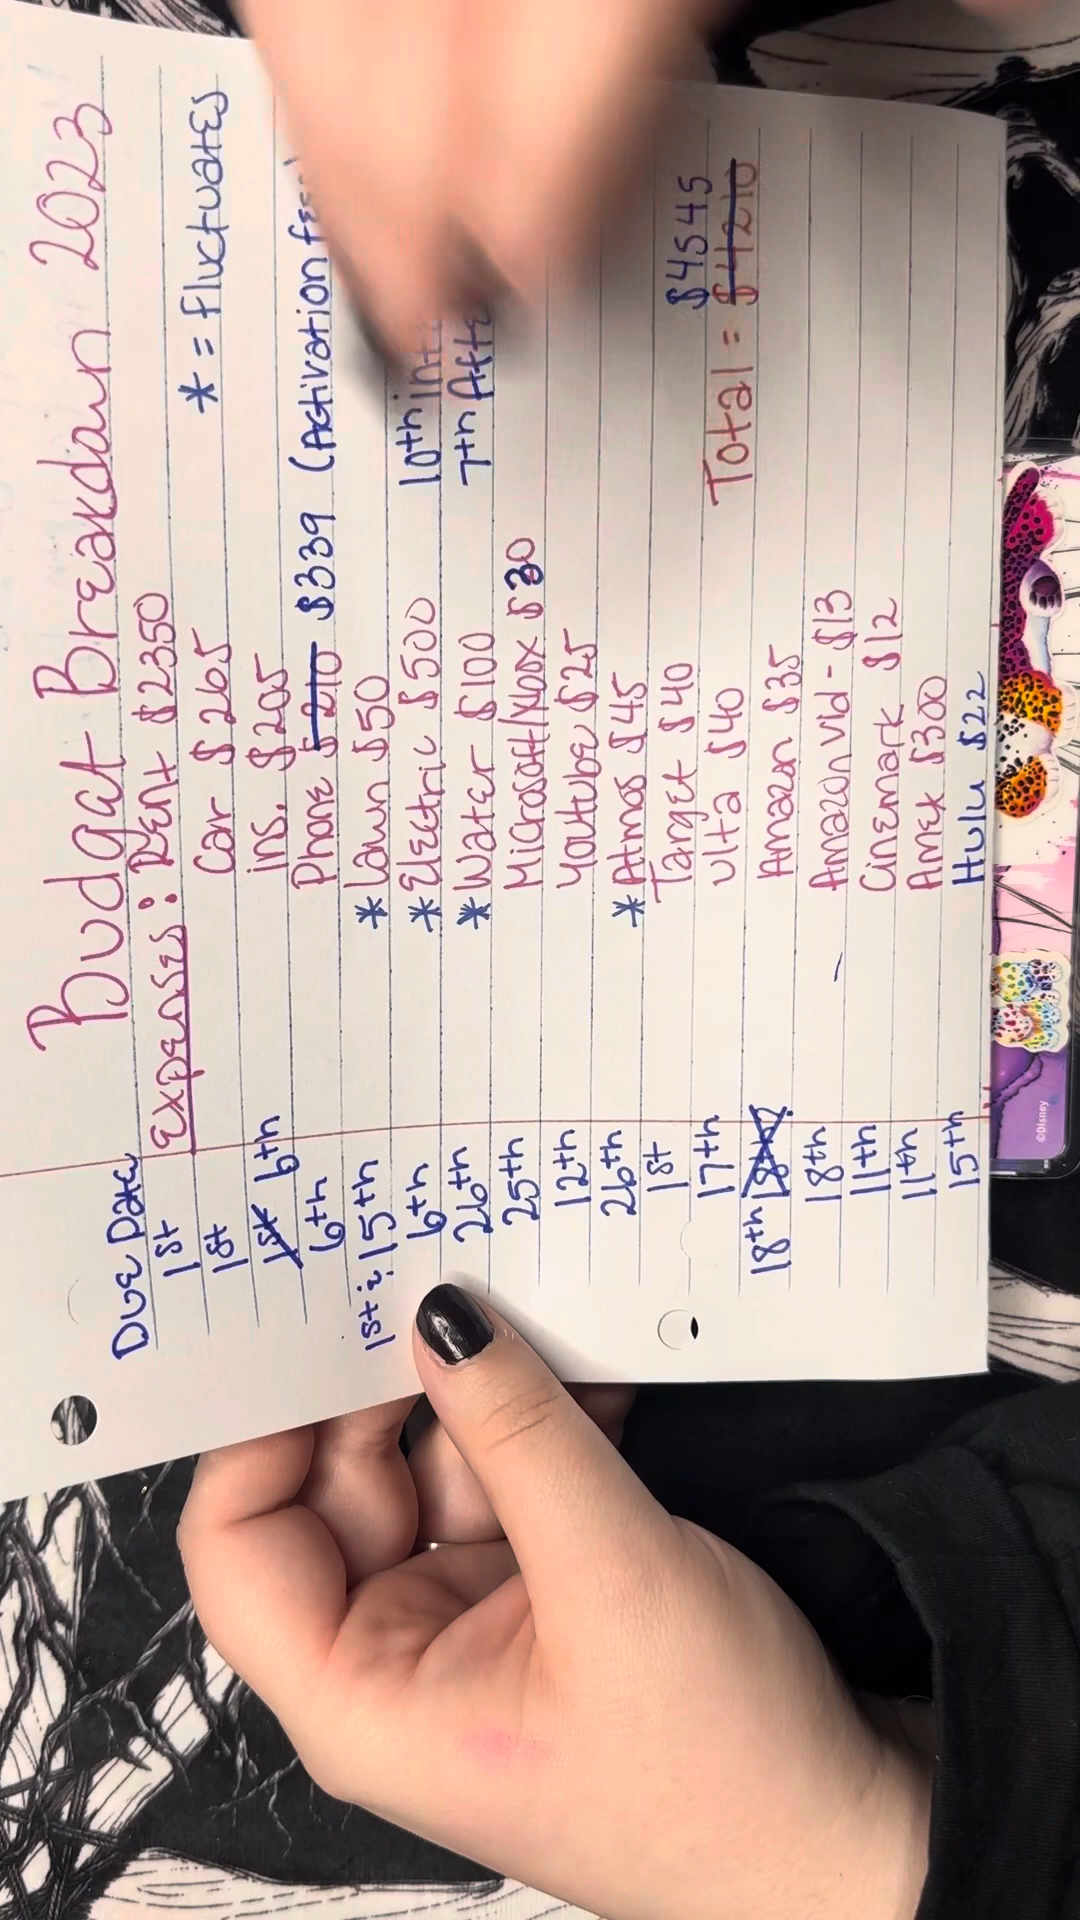 Budget Breakdown 2023
Due Date Expenses:
1st Rent $2350
* = Fluctuates
1st Car $265
1st 6th ins. $205
6th Phone $210 $339 (Activation
1st & 15th * Lawn $50
6th * Electric $500 10th
26th * Water $100 7th
25th Microsoft/Xbox $30
12th Youtube $25
26th * Atmos $45
1st Target $40
$4545
17th Ulta $40
Total = $4210
18th 18th Amazon $35
18th Amazon vid - $13
11th Cinemark $12
11th Amex $300
15th Hulu $22
©Disney